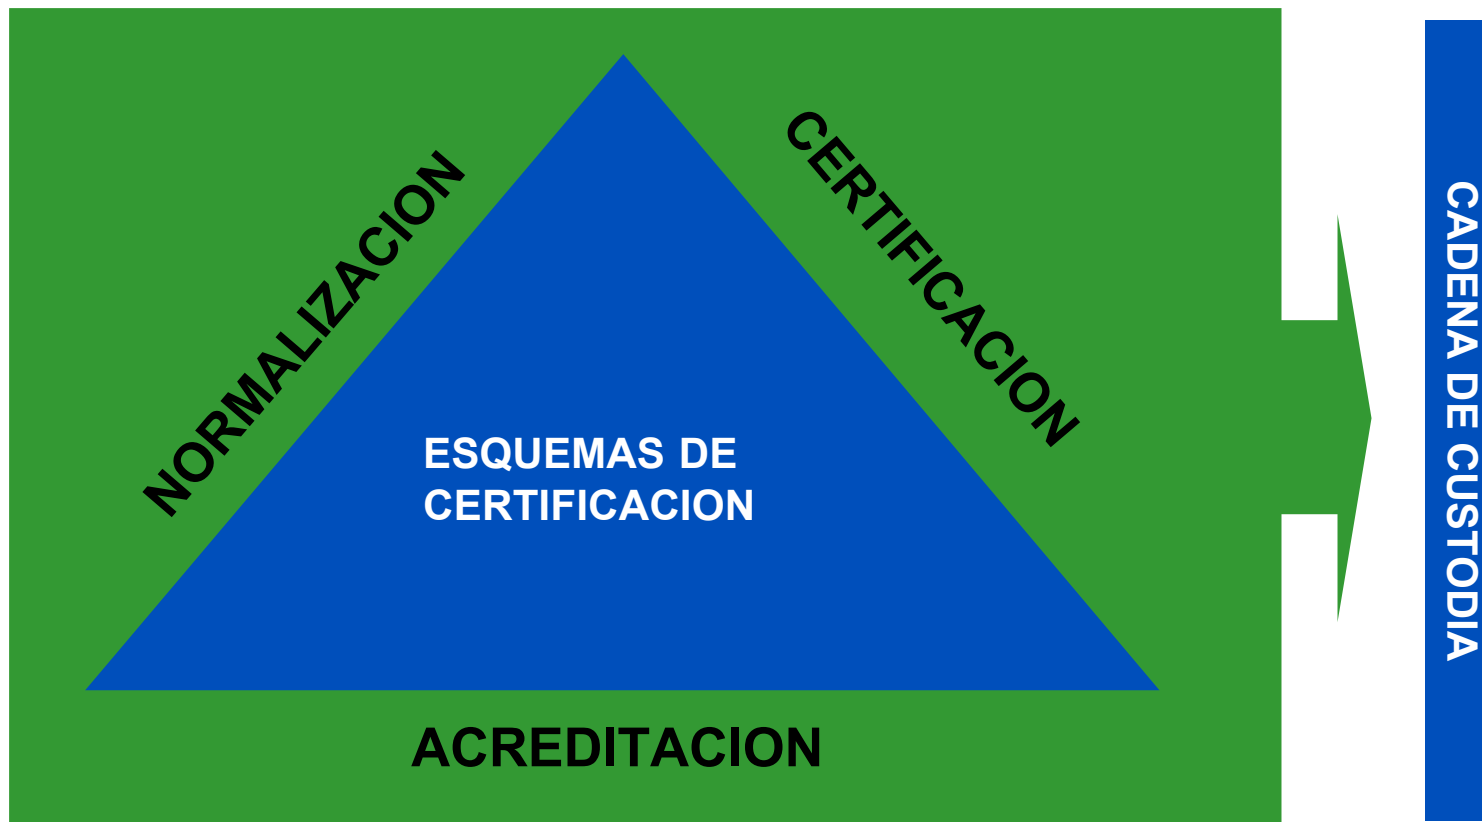 NORMALIZACION
CERTIFICACION
ESQUEMAS DE
CERTIFICACION
ACREDITACION
CADENA DE CUSTODIA